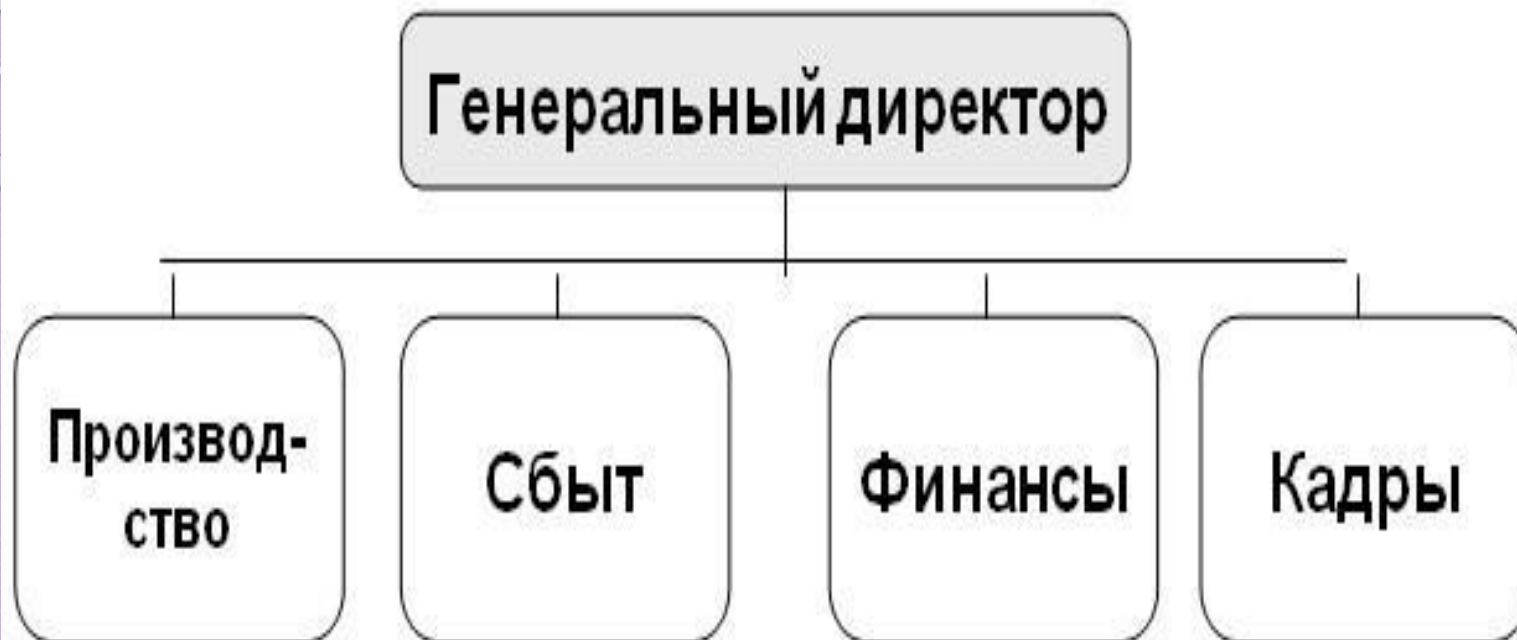 Генеральный директор
Производ-
ство
Сбыт
Финансы
Кадры